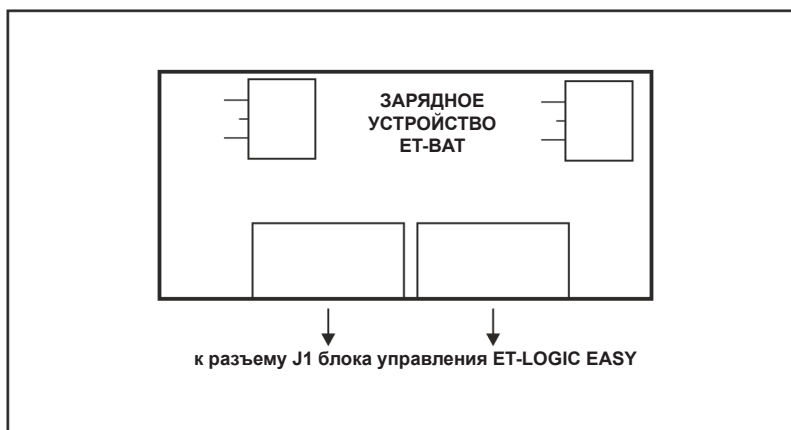 ЗАРЯДНОЕ
УСТРОЙСТВО
ET-BAT
к разъему J1 блока управления ET-LOGIC EASY